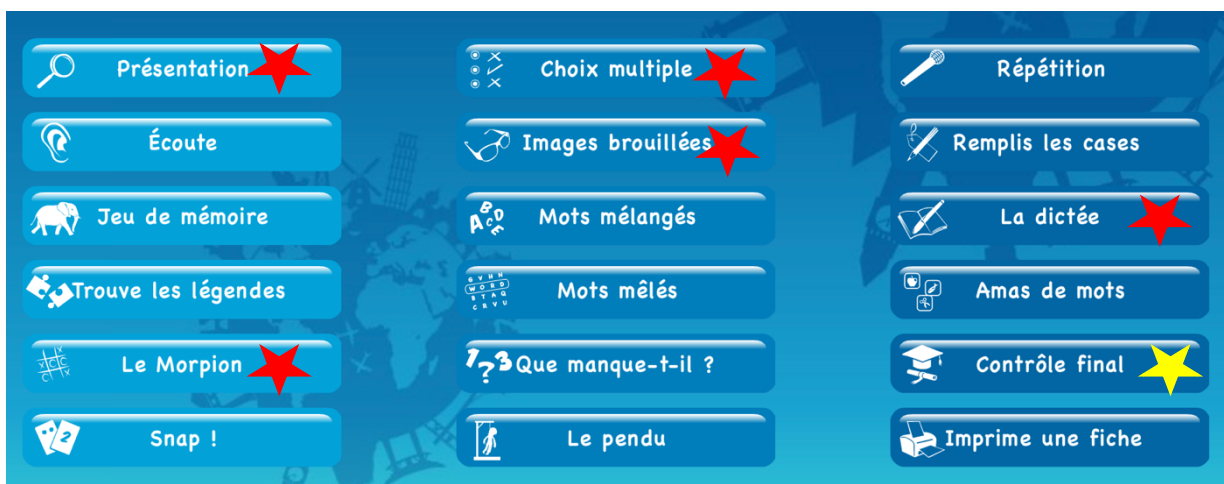 Présentation
Écoute
Jeu de mémoire
Trouve les légendes
Le Morpion
Snap !
Choix multiple
Images brouillées
Mots mélangés
Mots mêlés
Que manque-t-il ?
Le pendu
Répétition
Remplis les cases
La dictée
Amas de mots
Contrôle final
Imprime une fiche